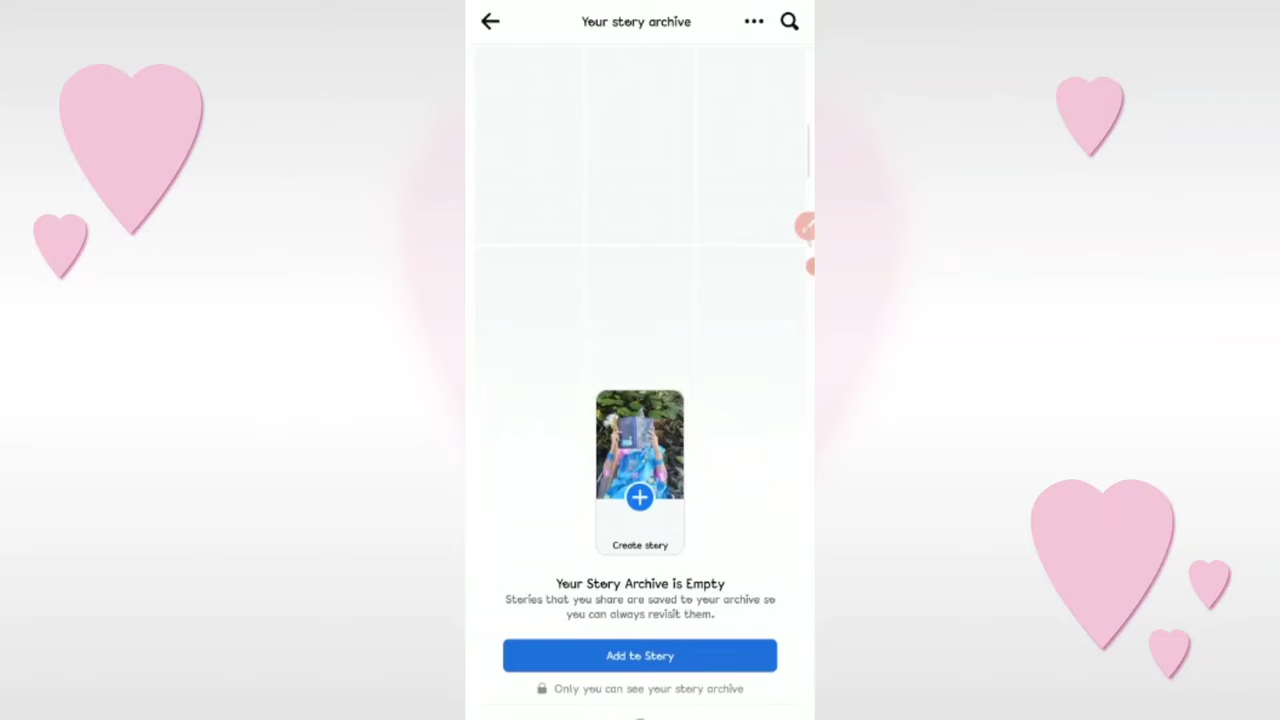 Your story archive
Create story
Your Story Archive is Empty
Stories that you share are saved to your archive so
you can always revisit them.
Add to Story
Only you can see your story archive